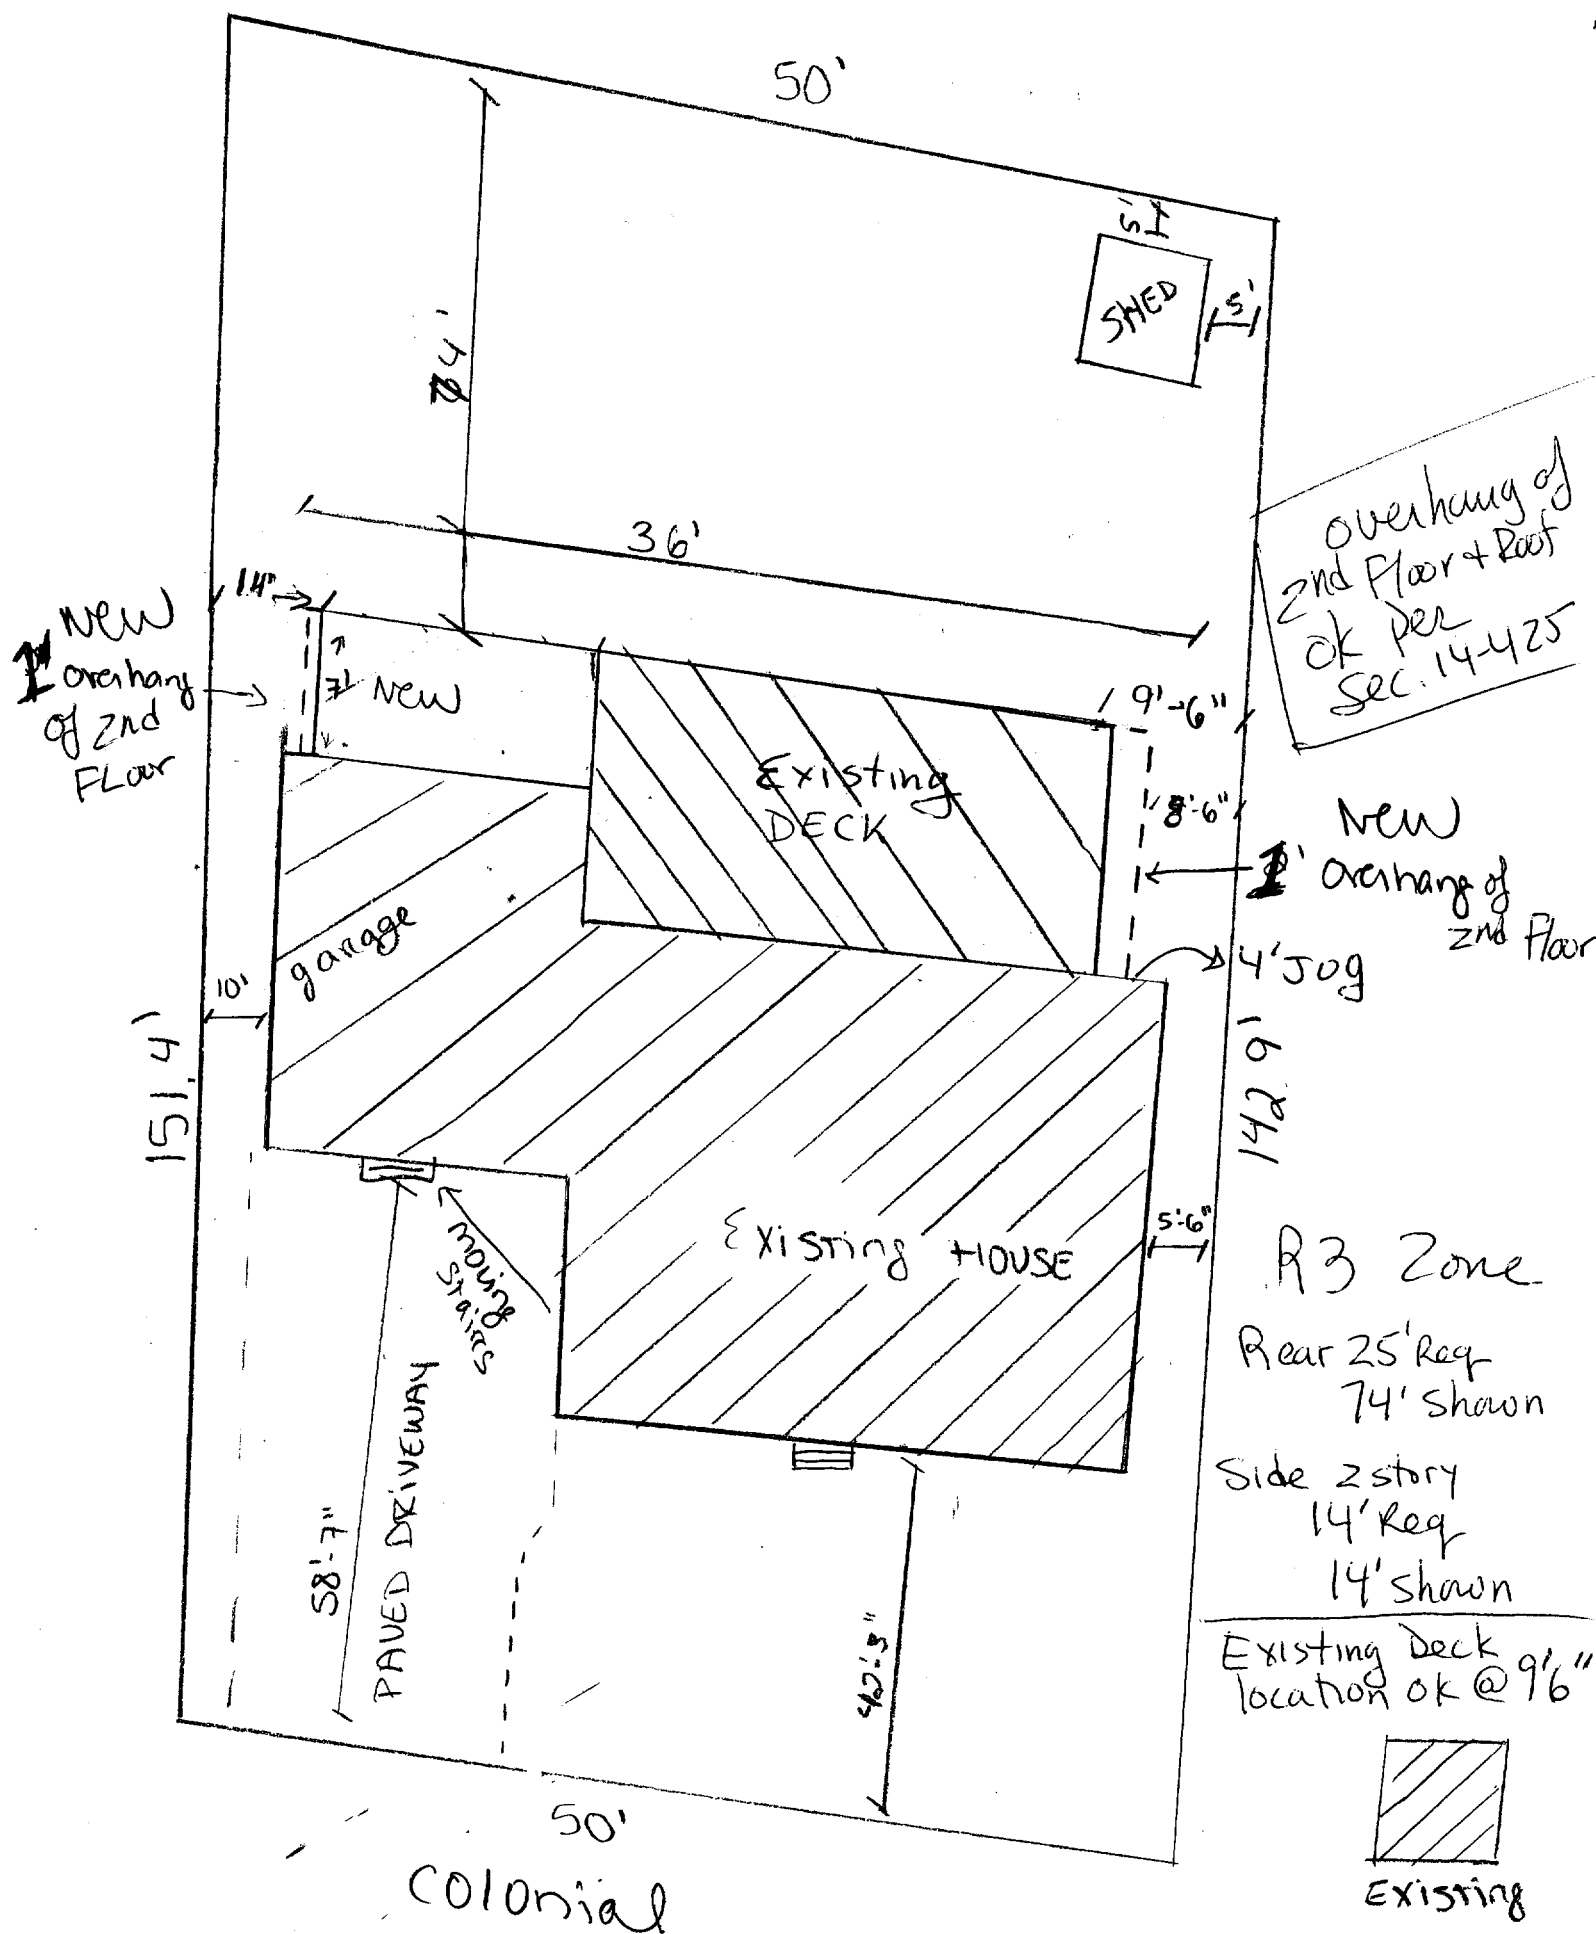 50'
5'
SHED
5'
74'
36'
overhang of
2nd Floor + Roof
ok per
Sec. 14-425
14"
New
1' overhang
of 2nd
FLoor
7'
New
9'-6"
Existing
DECK
8'-6"
New
1' overhang of
2nd Floor
4' JOG
garage
10'
151.4'
142.9'
Existing HOUSE
5'-6"
moving
stairs
R3 Zone
Rear 25' Req
74' Shown
Side 2 story
14' Req
14' shown
Existing Deck
location ok @ 9'6"
PAVED DRIVEWAY
58'-7"
40'-3"
50'
Colonial
Existing